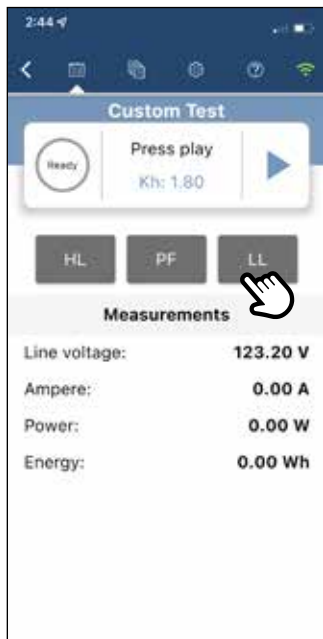 2:44
Custom Test
Ready
Press play
Kh: 1.80
HL PF LL
Measurements
Line voltage: 123.20 V
Ampere: 0.00 A
Power: 0.00 W
Energy: 0.00 Wh